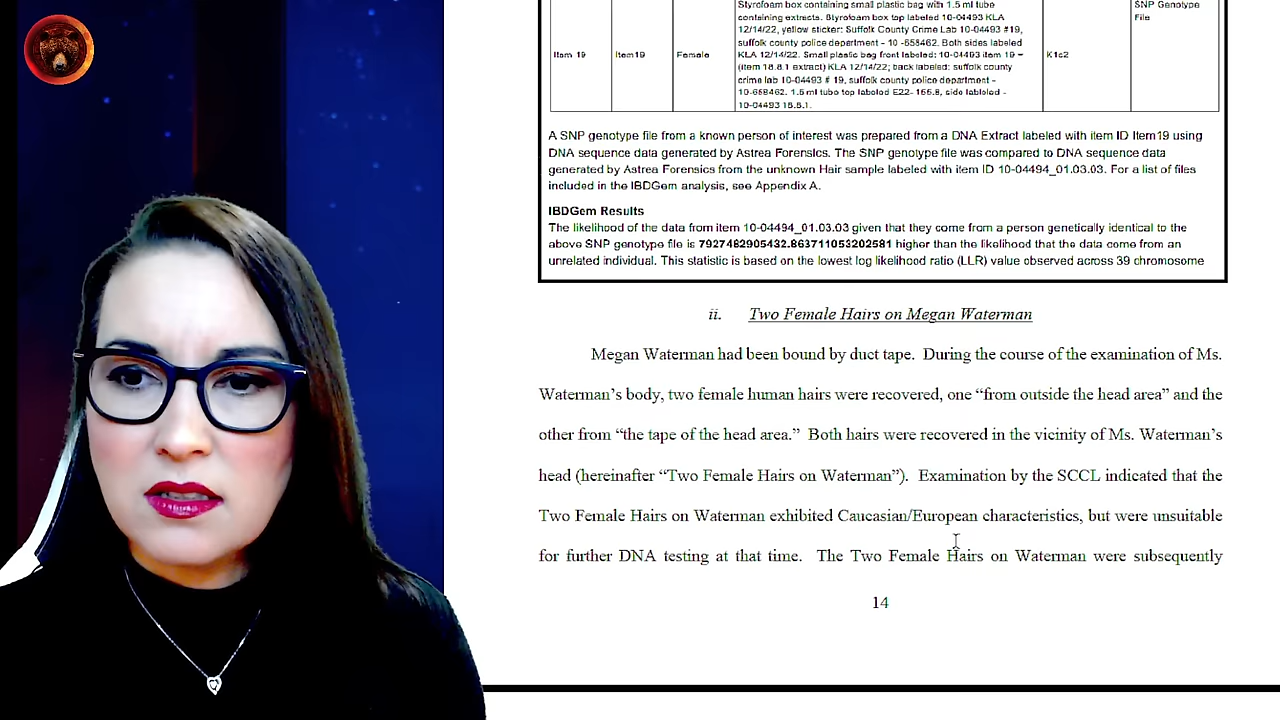 Styrofoam box containing small plastic bag with 1.5 ml tube
containing extracts. Styrofoam box top labeled 10-04493 KLA
12/14/22, yellow sticker: Suffolk County Crime Lab 10-04493 #19,
suffolk county police department - 10 -658462. Both sides labeled
KLA 12/14/22. Small plastic bag front labeled: 10-04493 item 19 =
(item 18.8.1 extract) KLA 12/14/22; back labeled: suffolk county
crime lab 10-04493 # 19, suffolk county police department -
10-658462. 1.5 ml tube top labeled E22- 155.8, side labeled -
10-04493 18.8.1.
SNP Genotype
File
Item 19
Item19
Female
K1c2
A SNP genotype file from a known person of interest was prepared from a DNA Extract labeled with item ID Item19 using
DNA sequence data generated by Astrea Forensics. The SNP genotype file was compared to DNA sequence data
generated by Astrea Forensics from the unknown Hair sample labeled with item ID 10-04494_01.03.03. For a list of files
included in the IBDGem analysis, see Appendix A.
IBDGem Results
The likelihood of the data from item 10-04494_01.03.03 given that they come from a person genetically identical to the
above SNP genotype file is 7927482905432.863711053202581 higher than the likelihood that the data come from an
unrelated individual. This statistic is based on the lowest log likelihood ratio (LLR) value observed across 39 chromosome
ii. Two Female Hairs on Megan Waterman
Megan Waterman had been bound by duct tape. During the course of the examination of Ms.
Waterman’s body, two female human hairs were recovered, one “from outside the head area” and the
other from “the tape of the head area.” Both hairs were recovered in the vicinity of Ms. Waterman’s
head (hereinafter “Two Female Hairs on Waterman”). Examination by the SCCL indicated that the
Two Female Hairs on Waterman exhibited Caucasian/European characteristics, but were unsuitable
for further DNA testing at that time. The Two Female Hairs on Waterman were subsequently
14